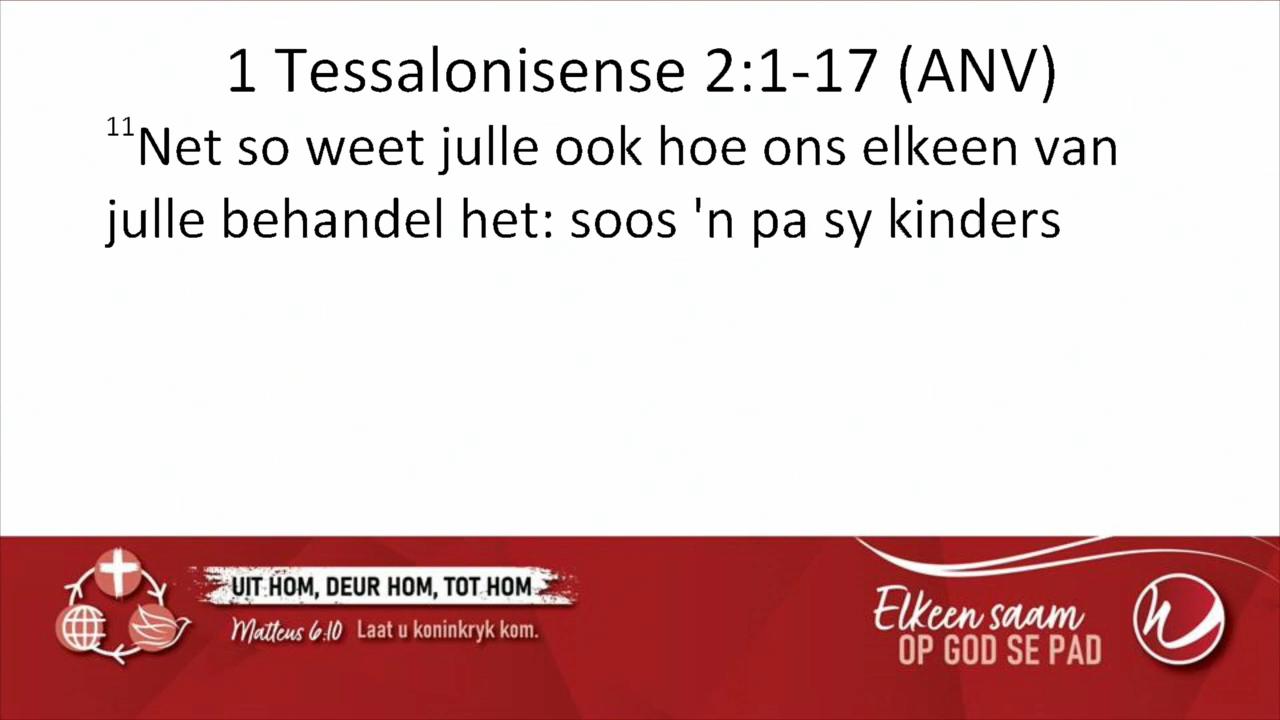 1 Tessalonisense 2:1-17 (ANV)
11Net so weet julle ook hoe ons elkeen van
julle behandel het: soos 'n pa sy kinders
UIT HOM, DEUR HOM, TOT HOM
Matteus 6:10 Laat u koninkryk kom.
Elkeen saam
OP GOD SE PAD